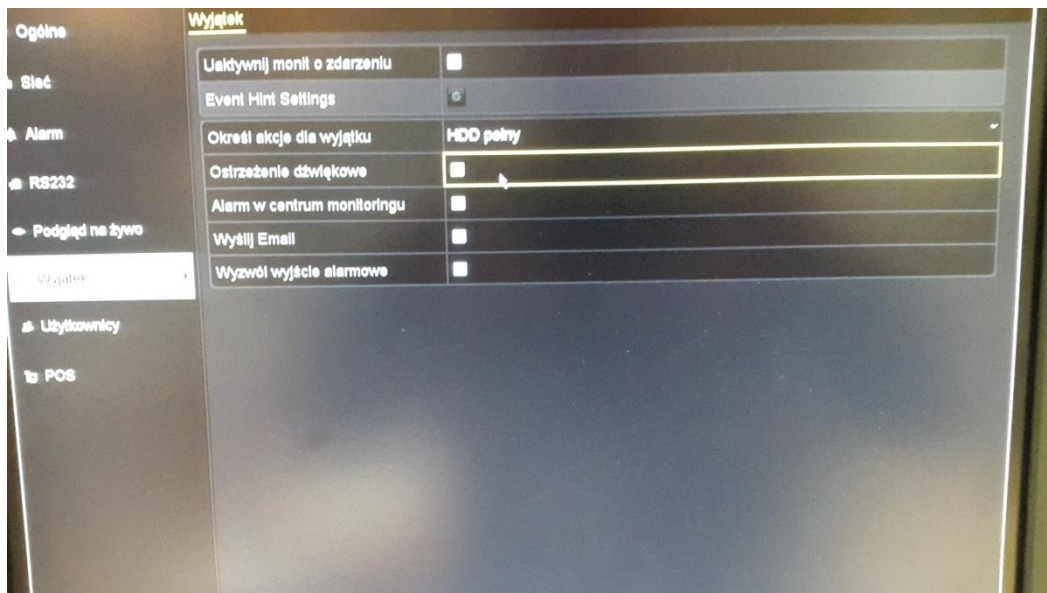 Ogólne
Sieć
Alarm
RS232
Podgląd na żywo
Wyjątek
Użytkownicy
POS
Wyjątek
Uaktywnij monit o zdarzeniu
Event Hint Settings
Określ akcje dla wyjątku HDD pełny
Ostrzeżenie dźwiękowe
Alarm w centrum monitoringu
Wyślij Email
Wyzwól wyjście alarmowe